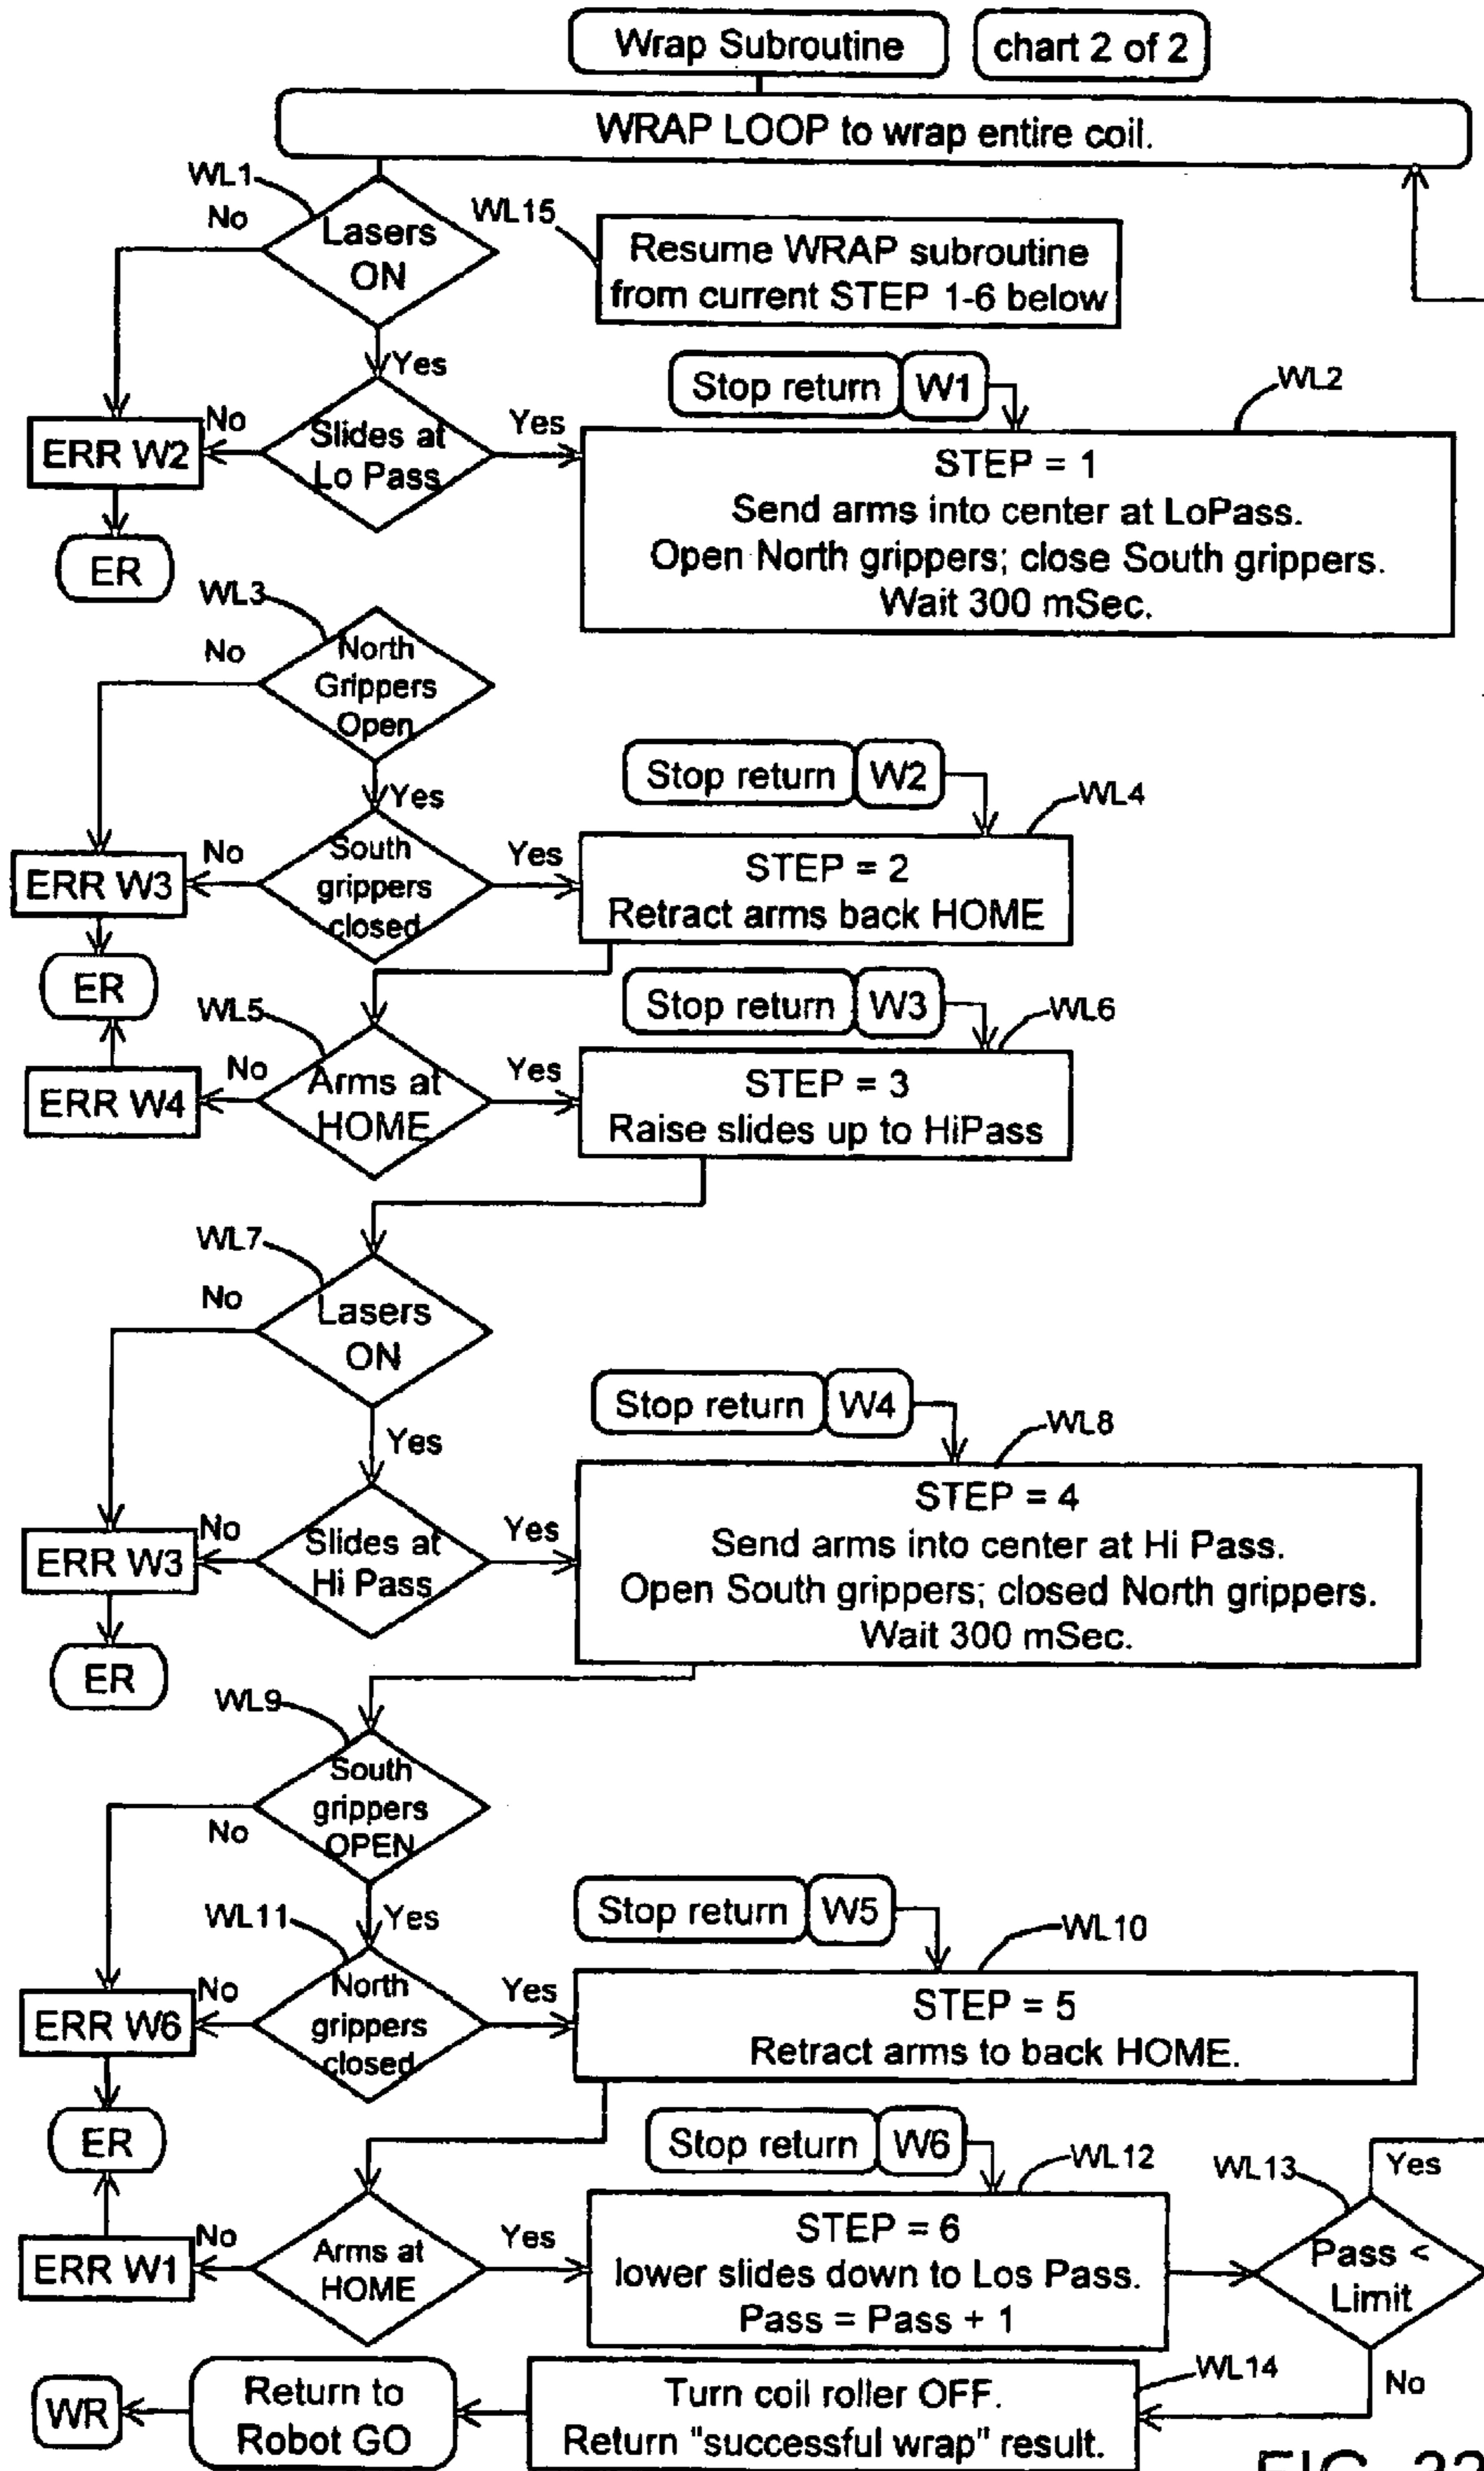 Wrap Subroutine
chart 2 of 2
WRAP LOOP to wrap entire coil.
WL1
No
Lasers
ON
WL15
Resume WRAP subroutine
from current STEP 1-6 below
Yes
Stop return
W1
WL2
ERR W2
No
Slides at
Lo Pass
Yes
STEP = 1
Send arms into center at LoPass.
Open North grippers; close South grippers.
Wait 300 mSec.
ER
WL3
No
North
Grippers
Open
Yes
Stop return
W2
WL4
ERR W3
No
South
grippers
closed
Yes
STEP = 2
Retract arms back HOME
ER
Stop return
W3
WL5
WL6
ERR W4
No
Arms at
HOME
Yes
STEP = 3
Raise slides up to HiPass
WL7
No
Lasers
ON
Yes
Stop return
W4
WL8
ERR W3
No
Slides at
Hi Pass
Yes
STEP = 4
Send arms into center at Hi Pass.
Open South grippers; closed North grippers.
Wait 300 mSec.
ER
WL9
South
grippers
OPEN
No
Yes
WL11
Stop return
W5
WL10
ERR W6
No
North
grippers
closed
Yes
STEP = 5
Retract arms to back HOME.
ER
Stop return
W6
WL12
WL13
Yes
ERR W1
No
Arms at
HOME
Yes
STEP = 6
lower slides down to Los Pass.
Pass = Pass + 1
Pass <
Limit
No
WR
Return to
Robot GO
Turn coil roller OFF.
Return "successful wrap" result.
WL14